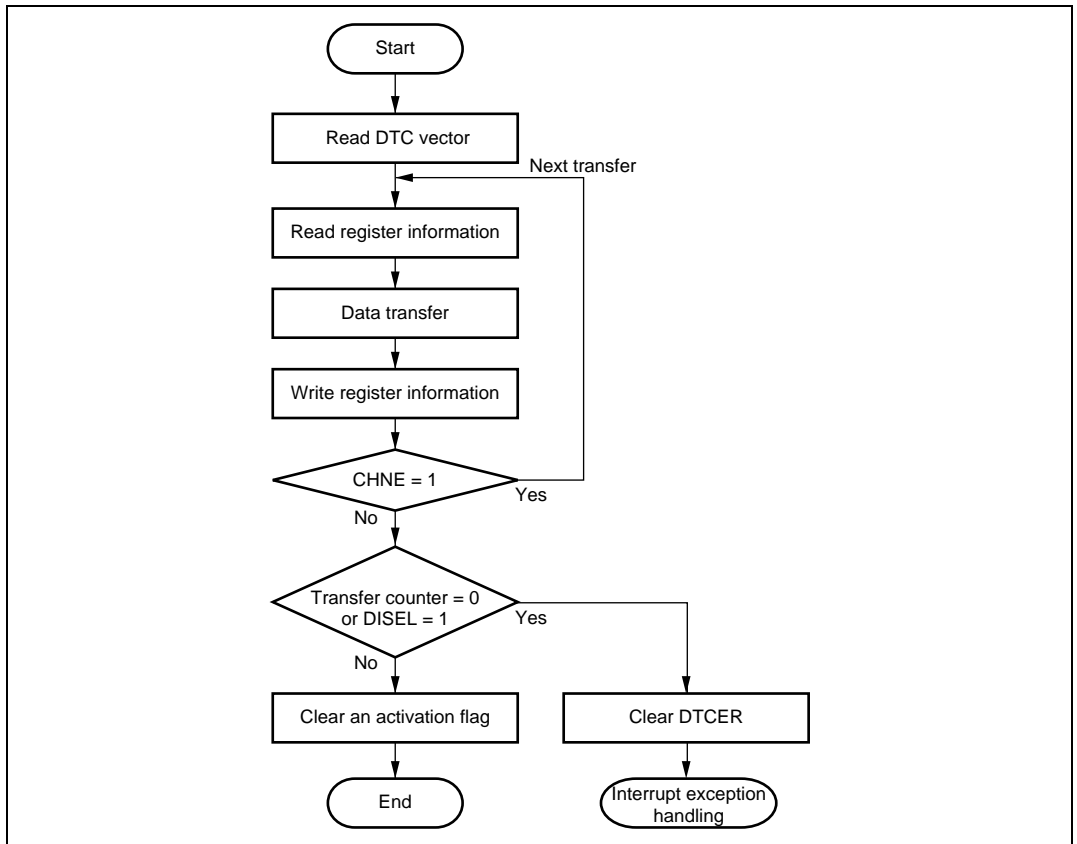 Start
Read DTC vector
Next transfer
Read register information
Data transfer
Write register information
CHNE = 1
Yes
No
Transfer counter = 0
or DISEL = 1
Yes
No
Clear an activation flag
Clear DTCER
End
Interrupt exception
handling